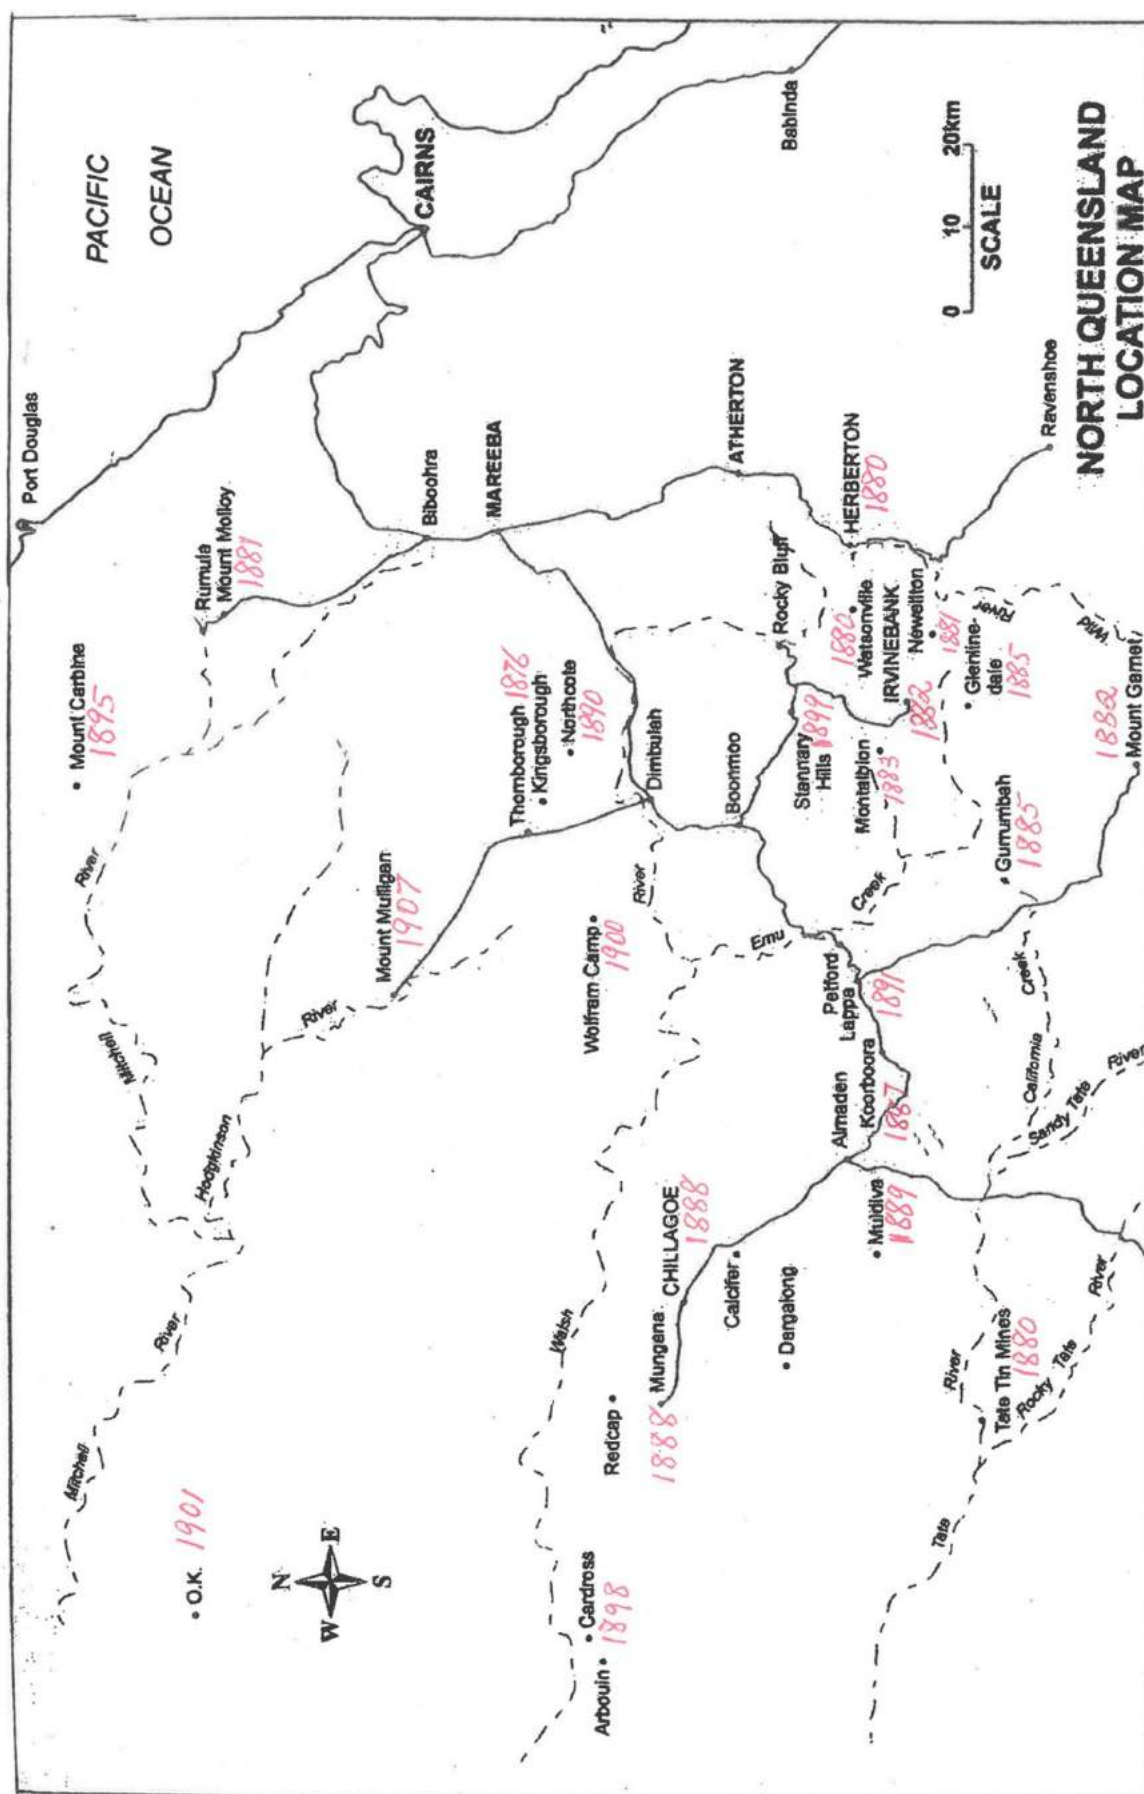 Port Douglas
Mount Carbine
1895
PACIFIC
OCEAN
Mitchell
River
Mitchell
River
River
Rumula
Mount Molloy
1881
O.K. 1901
Hodgkinson
River
N
W
E
S
Mount Mulligan
1907
CAIRNS
Biboohra
MAREEBA
Thornborough 1876
Kingsborough
Northcote
1890
Walsh
River
Arbouin
Cardross
1898
Redcap
Wolfram Camp
1900
Dimbulah
Mungana
1888
CHILLAGOE
1888
Calcifer
Boonmoo
ATHERTON
Babinda
Emu
Creek
Dargalong
Rocky Bluff
Stannary
Hills 1899
Almaden
Koorboora
1887
Petford
Lappa
1891
Montalbion
1883
Watsonville
1880
HERBERTON
1880
IRVINEBANK
1882
Newellton
1881
Muldiva
1889
Glenline-
dale
1885
Wild
River
0
10
20km
SCALE
Tate
River
Tate Tin Mines
1880
Rocky Tate
River
California
Creek
Sandy Tate
River
Gurrumbah
1885
Ravenshoe
1882
Mount Garnet
NORTH QUEENSLAND
LOCATION MAP